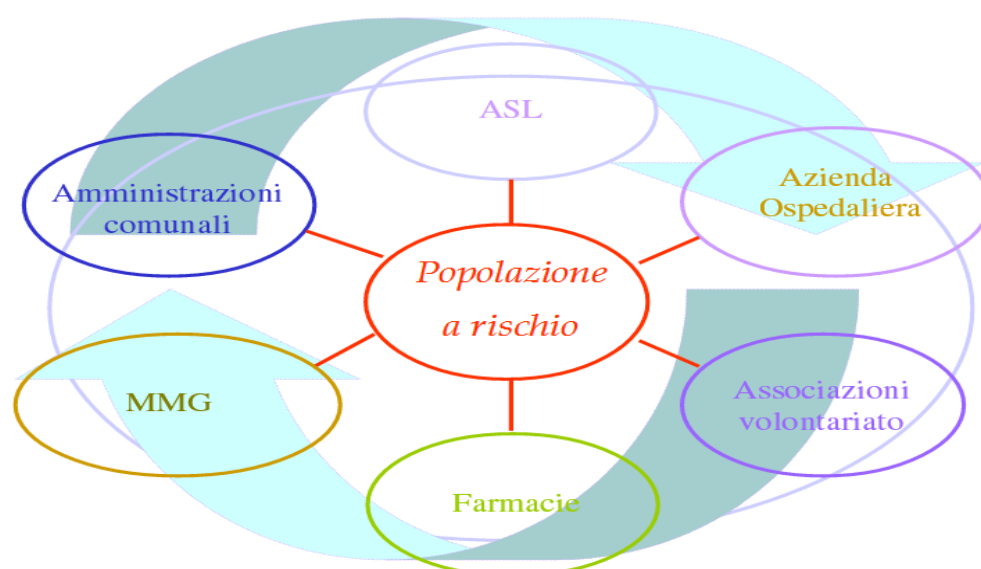 ASL
Amministrazioni
comunali
Azienda
Ospedaliera
Popolazione
a rischio
MMG
Associazioni
volontariato
Farmacie